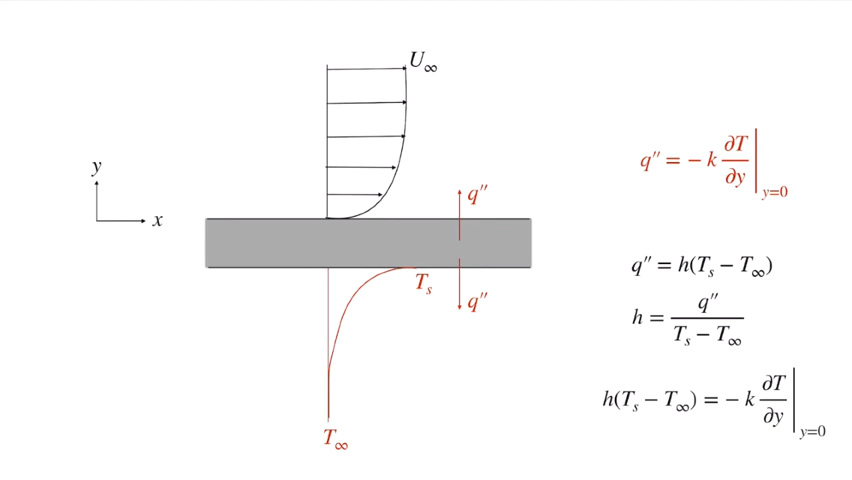 U∞
q″ = − k ∂T/∂y |y=0
y
x
q″
q″ = h(Ts − T∞)
Ts
q″
h = q″/(Ts − T∞)
h(Ts − T∞) = − k ∂T/∂y |y=0
T∞